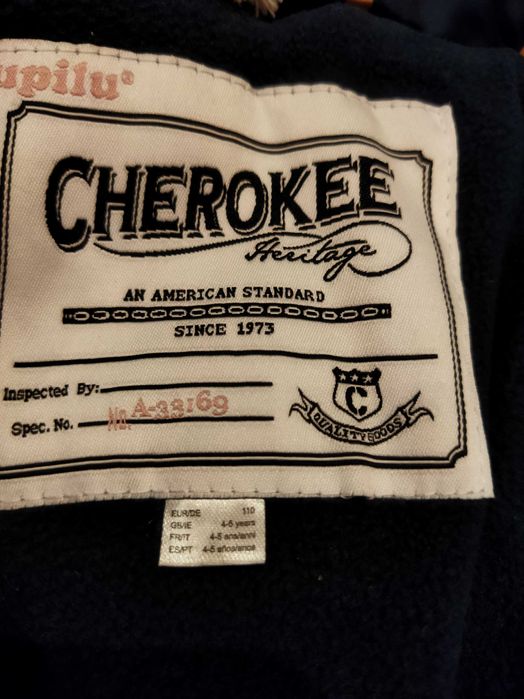 upilu®
CHEROKEE
Heritage
AN AMERICAN STANDARD
SINCE 1973
Inspected By:
Spec. No. No. A-33169
C
QUALITY GOODS
EUR/DE 110
GB/IE 4-5 years
FR/IT 4-5 ans/anni
ES/PT 4-5 años/anos